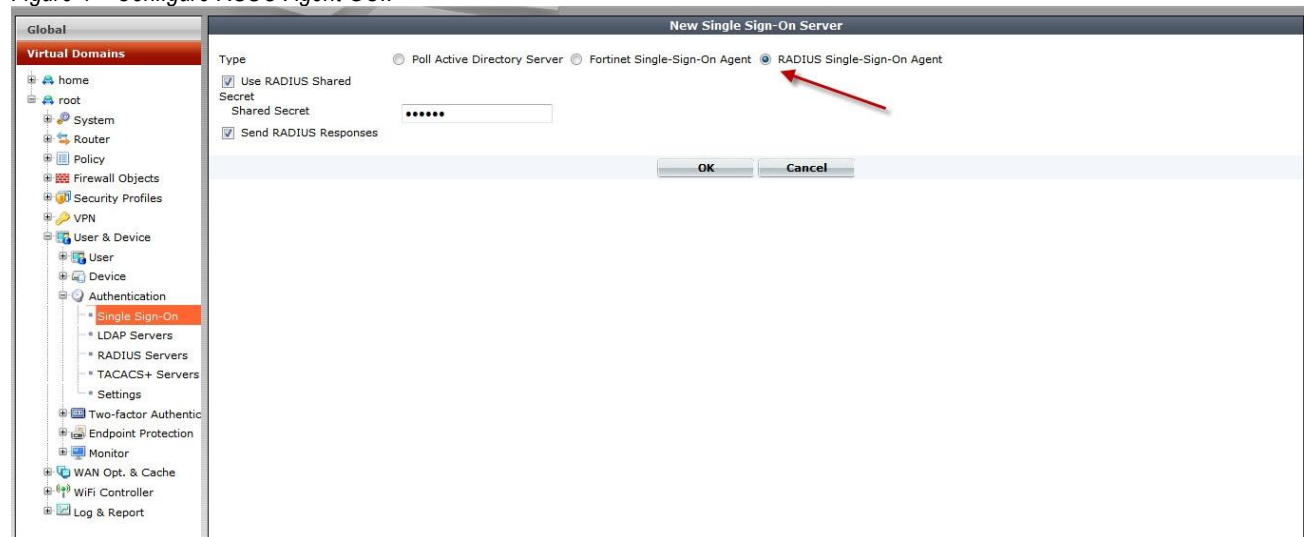 Global
New Single Sign-On Server
Virtual Domains
home
root
System
Router
Policy
Firewall Objects
Security Profiles
VPN
User & Device
User
Device
Authentication
Single Sign-On
LDAP Servers
RADIUS Servers
TACACS+ Servers
Settings
Two-factor Authentic
Endpoint Protection
Monitor
WAN Opt. & Cache
WiFi Controller
Log & Report
Type
Poll Active Directory Server Fortinet Single-Sign-On Agent RADIUS Single-Sign-On Agent
Use RADIUS Shared
Secret
Shared Secret ••••••
Send RADIUS Responses
OK Cancel